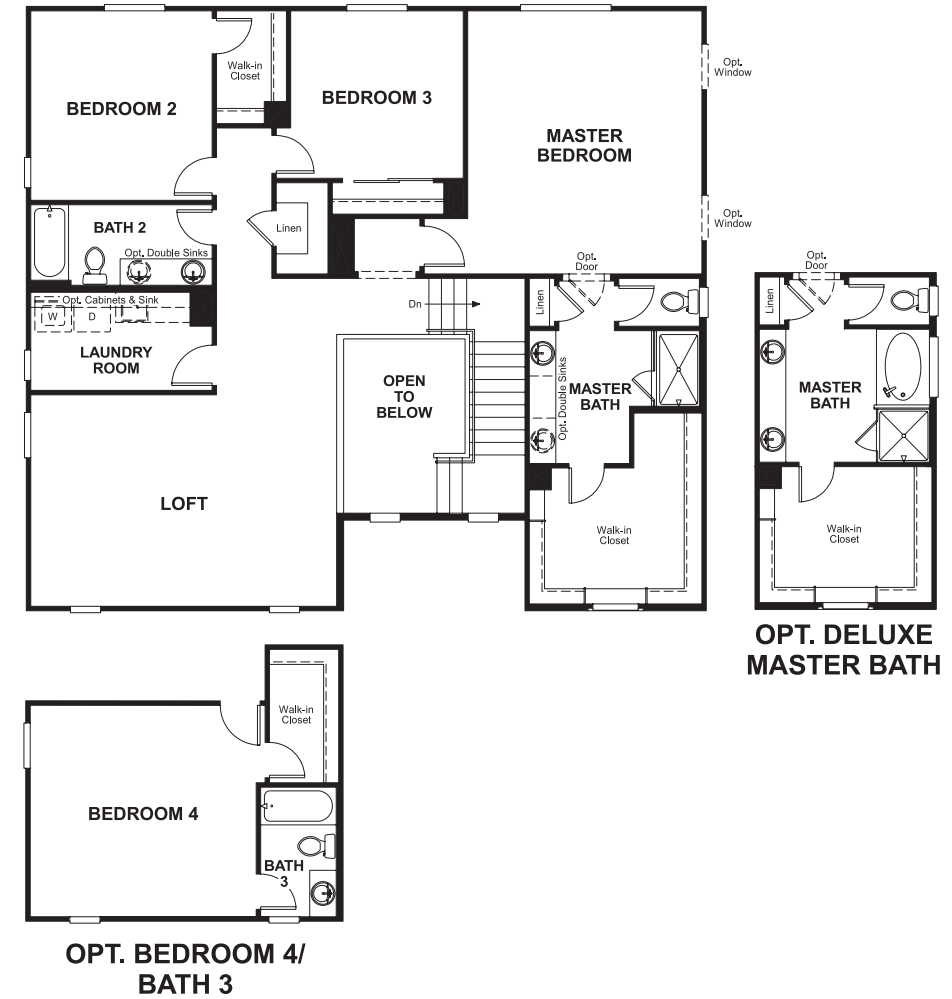 Walk-in
Closet
BEDROOM 2
BEDROOM 3
MASTER
BEDROOM
Opt.
Window
Opt.
Window
BATH 2
Opt. Double Sinks
Linen
Opt. Cabinets & Sink
W
D
LAUNDRY
ROOM
Dn
OPEN
TO
BELOW
Opt.
Door
Linen
Opt. Double Sinks
MASTER
BATH
Walk-in
Closet
LOFT
Opt.
Door
Linen
MASTER
BATH
Walk-in
Closet
OPT. DELUXE
MASTER BATH
Walk-in
Closet
BEDROOM 4
BATH
3
OPT. BEDROOM 4/
BATH 3